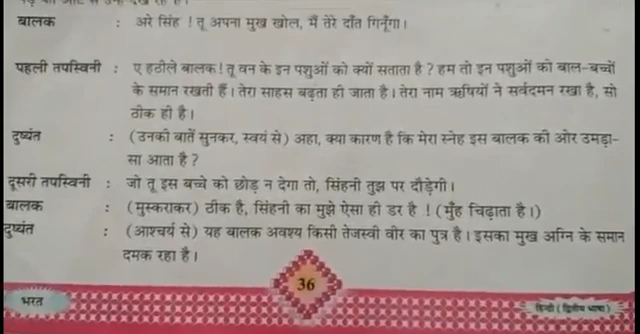 बालक : अरे सिंह ! तू अपना मुख खोल, मैं तेरे दाँत गिनूँगा।
पहली तपस्विनी : ए हठीले बालक! तू वन के इन पशुओं को क्यों सताता है ? हम तो इन पशुओं को बाल-बच्चों
के समान रखती हैं। तेरा साहस बढ़ता ही जाता है। तेरा नाम ऋषियों ने सर्वदमन रखा है, सो
ठीक ही है।
दुष्यंत : (उनकी बातें सुनकर, स्वयं से) अहा, क्या कारण है कि मेरा स्नेह इस बालक की ओर उमड़ा-
सा आता है ?
दूसरी तपस्विनी : जो तू इस बच्चे को छोड़ न देगा तो, सिंहनी तुझ पर दौड़ेगी।
बालक : (मुस्कराकर) ठीक है, सिंहनी का मुझे ऐसा ही डर है ! (मुँह चिढ़ाता है।)
दुष्यंत : (आश्चर्य से) यह बालक अवश्य किसी तेजस्वी वीर का पुत्र है। इसका मुख अग्नि के समान
दमक रहा है।
36
भरत
हिन्दी (द्वितीय भाषा)